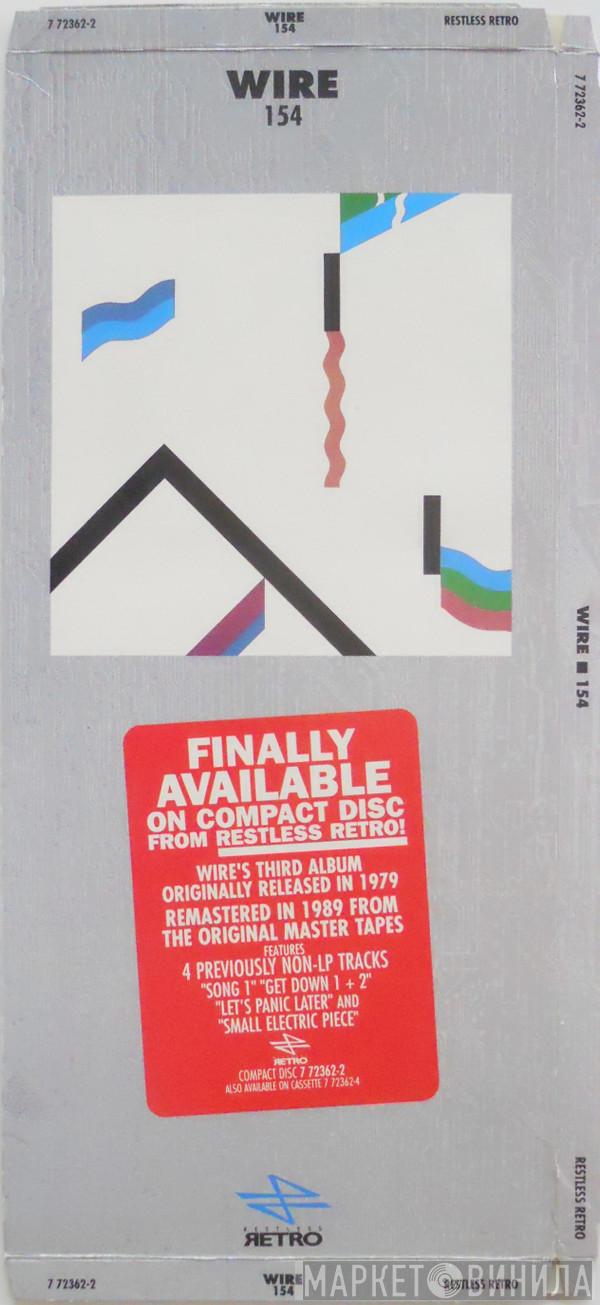 7 72362-2
WIRE
154
RESTLESS RETRO
WIRE
154
7 72362-2
FINALLY
AVAILABLE
ON COMPACT DISC
FROM RESTLESS RETRO!
WIRE'S THIRD ALBUM
ORIGINALLY RELEASED IN 1979
REMASTERED IN 1989 FROM
THE ORIGINAL MASTER TAPES
FEATURES
4 PREVIOUSLY NON-LP TRACKS
"SONG 1" "GET DOWN 1 + 2"
"LET'S PANIC LATER" AND
"SMALL ELECTRIC PIECE"
RETRO
COMPACT DISC 7 72362-2
ALSO AVAILABLE ON CASSETTE 7 72362-4
WIRE ■ 154
RESTLESS RETRO
RESTLESS
RETRO
7 72362-2
WIRE
154
RESTLESS RETRO
МАРКЕТ ВИНИЛА